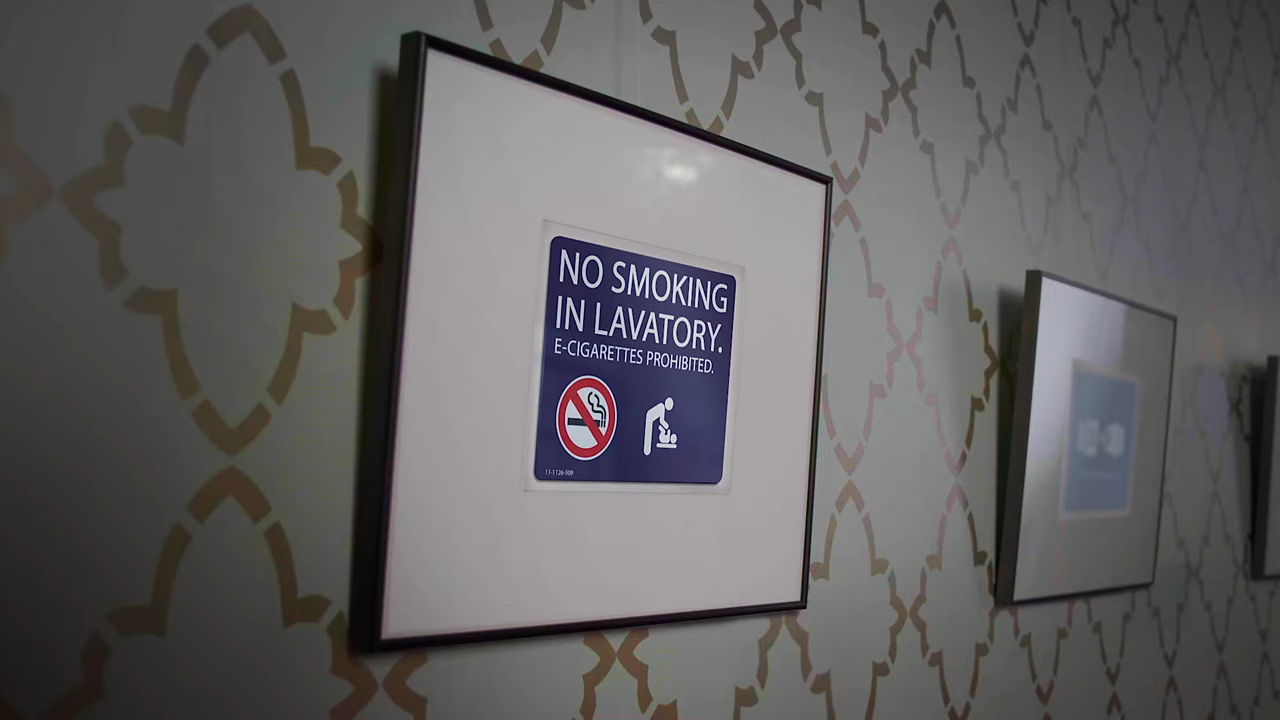 NO SMOKING
IN LAVATORY.
E-CIGARETTES PROHIBITED.
11-1126-509